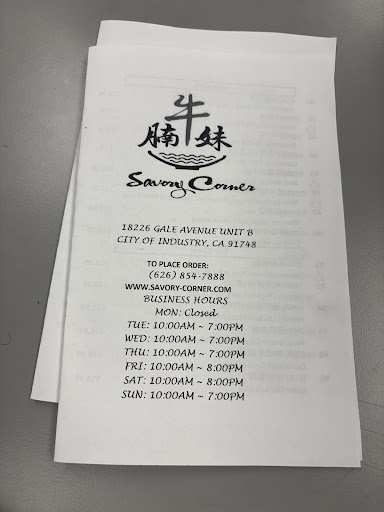 牛
腩 妹
Savory Corner
18226 GALE AVENUE UNIT B
CITY OF INDUSTRY, CA 91748
TO PLACE ORDER:
(626) 854-7888
WWW.SAVORY-CORNER.COM
BUSINESS HOURS
MON: Closed
TUE: 10:00AM ~ 7:00PM
WED: 10:00AM ~ 7:00PM
THU: 10:00AM ~ 7:00PM
FRI: 10:00AM ~ 8:00PM
SAT: 10:00AM ~ 8:00PM
SUN: 10:00AM ~ 7:00PM